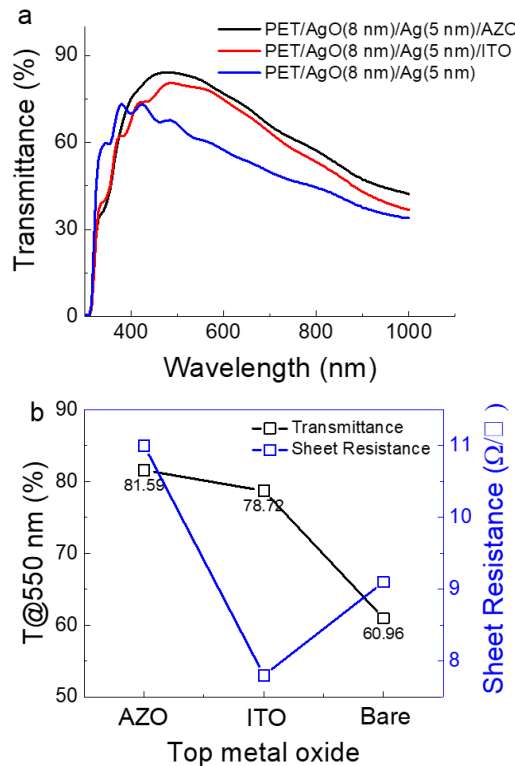 a
PET/AgO(8 nm)/Ag(5 nm)/AZO
PET/AgO(8 nm)/Ag(5 nm)/ITO
PET/AgO(8 nm)/Ag(5 nm)
Transmittance (%)
90
60
30
0
400
600
800
1000
Wavelength (nm)
b
Transmittance
Sheet Resistance
T@550 nm (%)
90
80
70
60
50
81.59
78.72
60.96
11
10
9
8
Sheet Resistance (Ω/□)
AZO
ITO
Bare
Top metal oxide